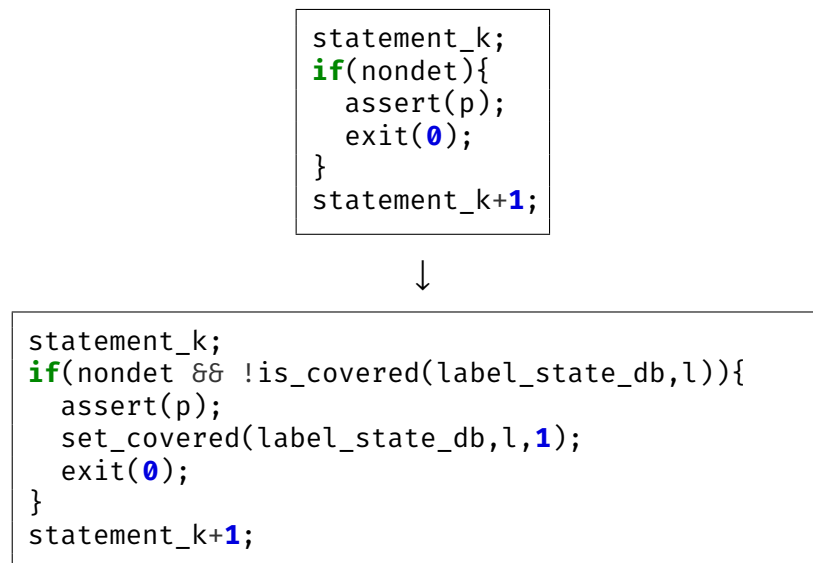 statement_k;
if(nondet){
  assert(p);
  exit(0);
}
statement_k+1;
↓
statement_k;
if(nondet && !is_covered(label_state_db,l)){
  assert(p);
  set_covered(label_state_db,l,1);
  exit(0);
}
statement_k+1;